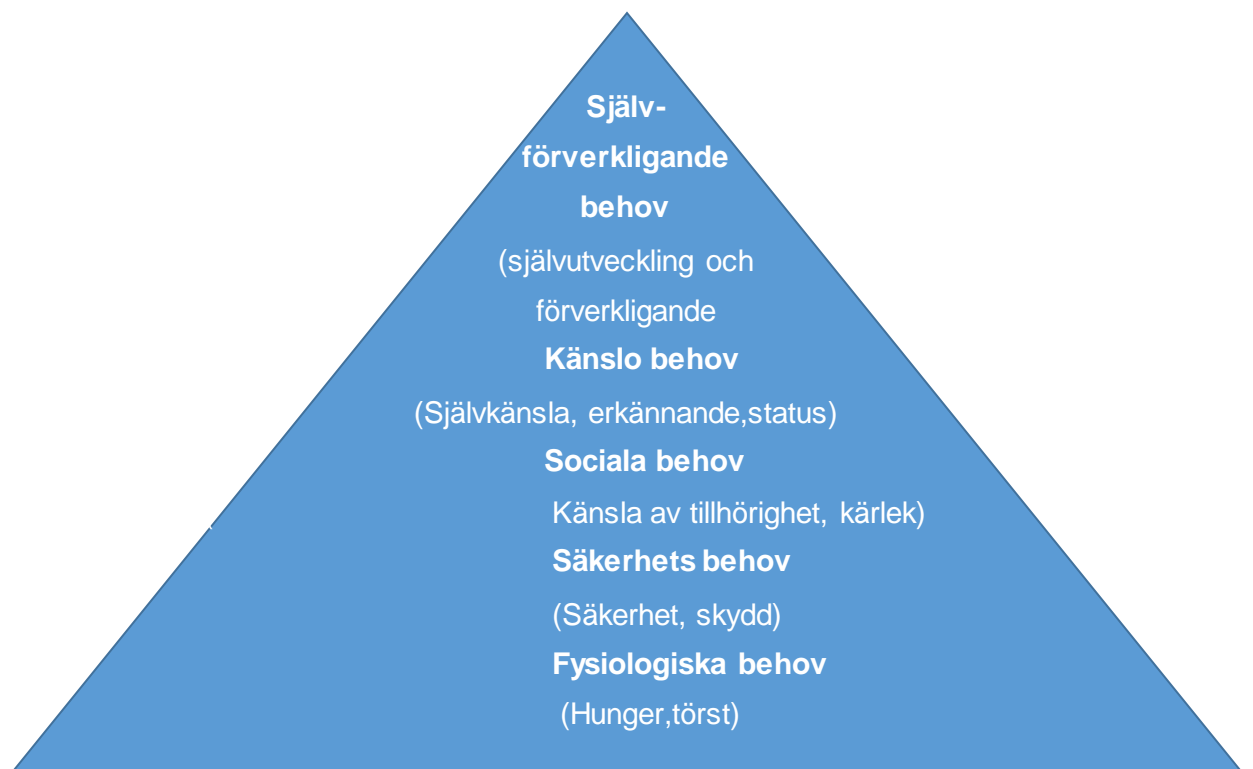 Själv-
förverkligande
behov
(självutveckling och
förverkligande
Känslo behov
(Självkänsla, erkännande,status)
Sociala behov
Känsla av tillhörighet, kärlek)
Säkerhets behov
(Säkerhet, skydd)
Fysiologiska behov
(Hunger,törst)